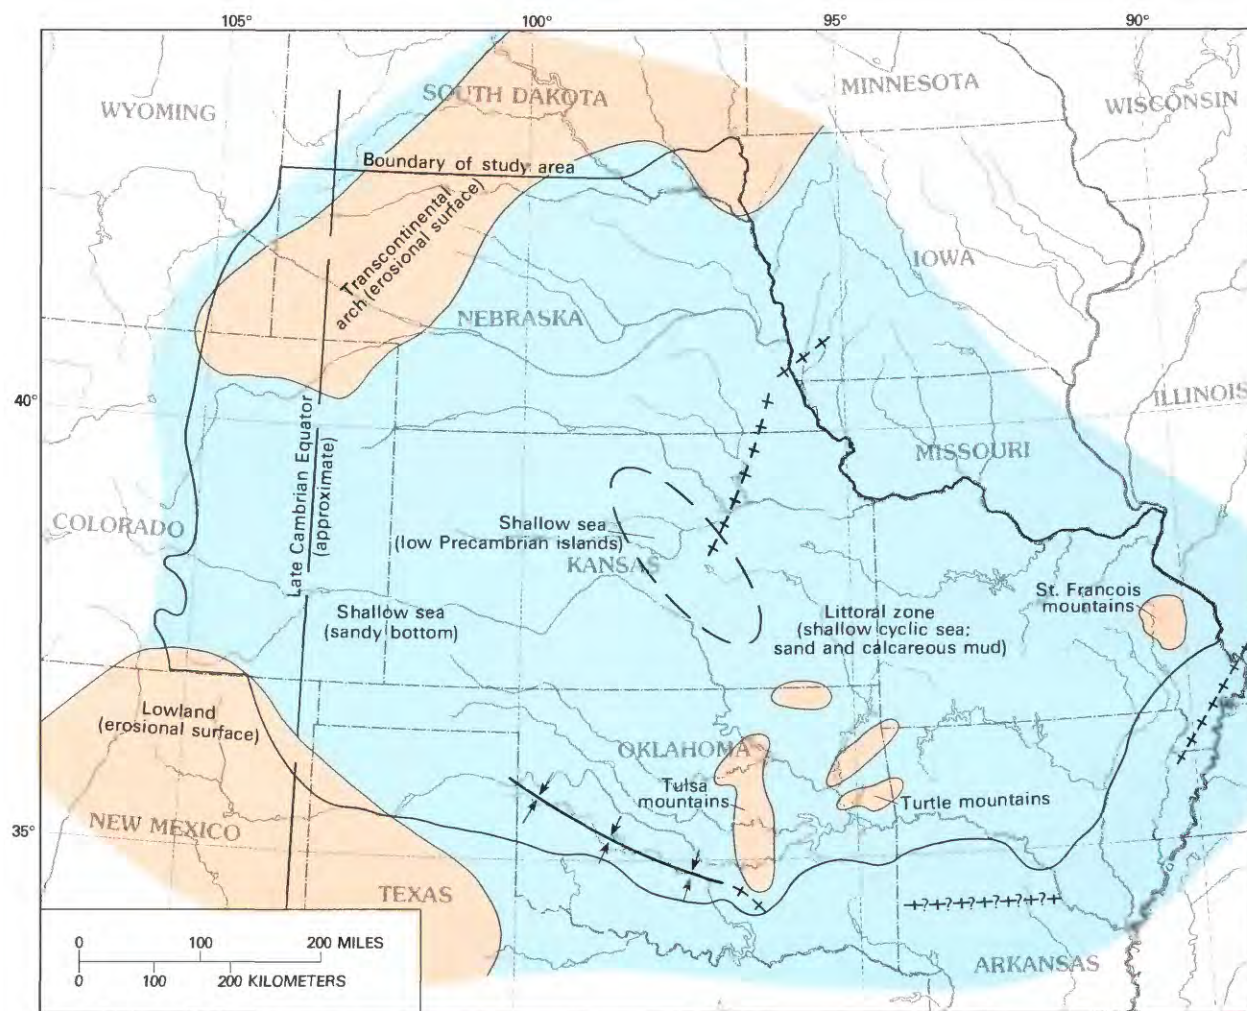 105°
100°
95°
90°
WYOMING
SOUTH DAKOTA
MINNESOTA
WISCONSIN
Boundary of study area
Transcontinental
arch (erosional surface)
IOWA
NEBRASKA
40°
ILLINOIS
Late Cambrian Equator
(approximate)
MISSOURI
COLORADO
Shallow sea
(low Precambrian islands)
KANSAS
Shallow sea
(sandy bottom)
Littoral zone
(shallow cyclic sea;
sand and calcareous mud)
St. Francois
mountains
Lowland
(erosional surface)
OKLAHOMA
Tulsa
mountains
Turtle mountains
35°
NEW MEXICO
TEXAS
+?+?+?+?+?+?+
ARKANSAS
0 100 200 MILES
0 100 200 KILOMETERS